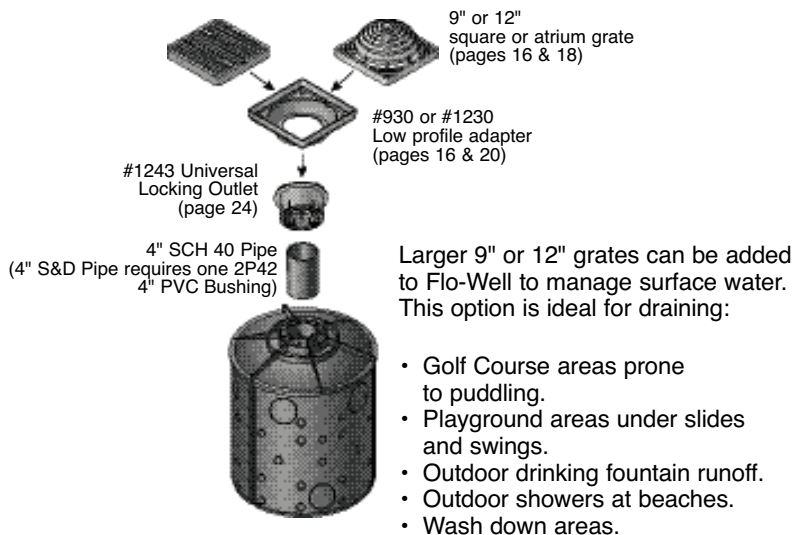 9" or 12"
square or atrium grate
(pages 16 & 18)
#930 or #1230
Low profile adapter
(pages 16 & 20)
#1243 Universal
Locking Outlet
(page 24)
4" SCH 40 Pipe
(4" S&D Pipe requires one 2P42
4" PVC Bushing)
Larger 9" or 12" grates can be added
to Flo-Well to manage surface water.
This option is ideal for draining:
• Golf Course areas prone
to puddling.
• Playground areas under slides
and swings.
• Outdoor drinking fountain runoff.
• Outdoor showers at beaches.
• Wash down areas.